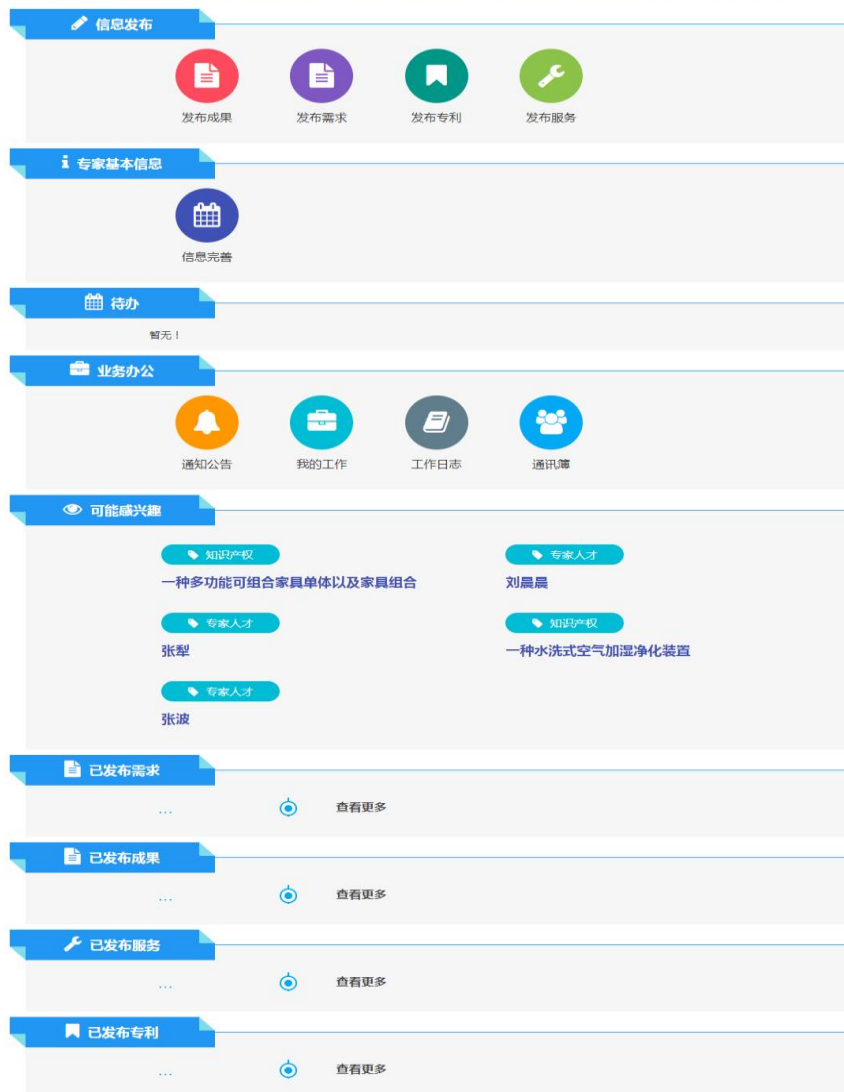 信息发布
发布成果 发布需求 发布专利 发布服务
专家基本信息
信息完善
待办
暂无！
业务办公
通知公告 我的工作 工作日志 通讯簿
可能感兴趣
知识产权 专家人才
一种多功能可组合家具单体以及家具组合 刘晨晨
专家人才 知识产权
张犁 一种水洗式空气加湿净化装置
专家人才
张波
已发布需求
... 查看更多
已发布成果
... 查看更多
已发布服务
... 查看更多
已发布专利
... 查看更多